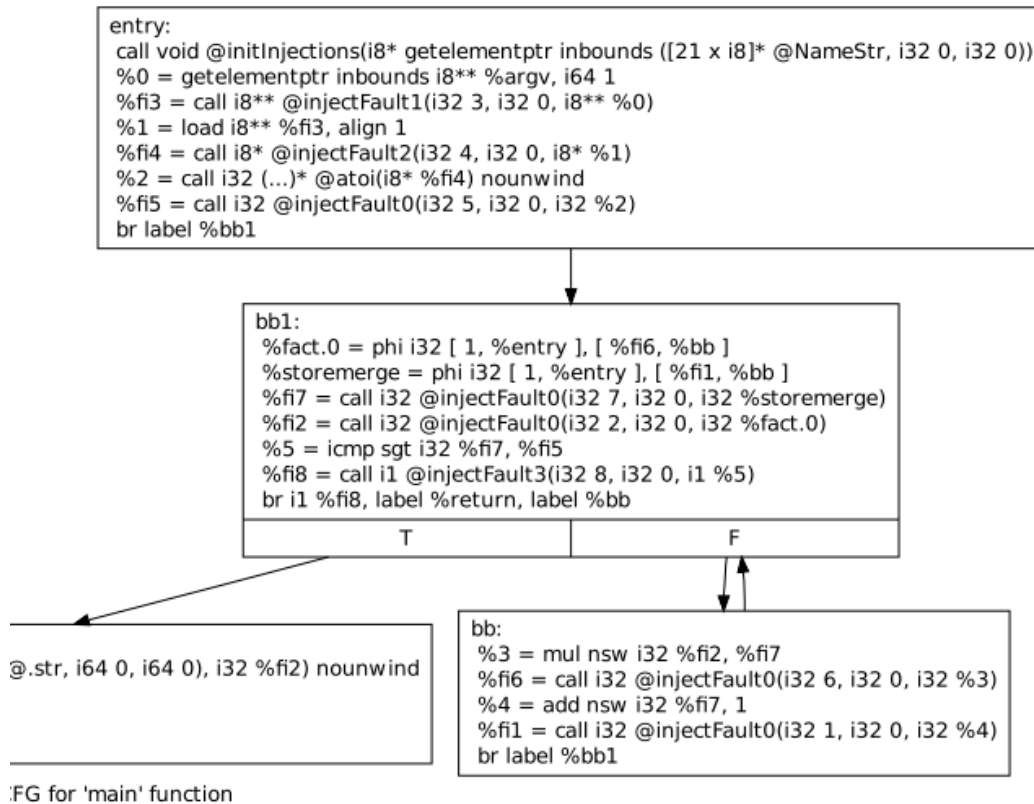 entry:
call void @initInjections(i8* getelementptr inbounds ([21 x i8]* @NameStr, i32 0, i32 0))
%0 = getelementptr inbounds i8** %argv, i64 1
%fi3 = call i8** @injectFault1(i32 3, i32 0, i8** %0)
%1 = load i8** %fi3, align 1
%fi4 = call i8* @injectFault2(i32 4, i32 0, i8* %1)
%2 = call i32 (...)* @atoi(i8* %fi4) nounwind
%fi5 = call i32 @injectFault0(i32 5, i32 0, i32 %2)
br label %bb1
bb1:
%fact.0 = phi i32 [ 1, %entry ], [ %fi6, %bb ]
%storemerge = phi i32 [ 1, %entry ], [ %fi1, %bb ]
%fi7 = call i32 @injectFault0(i32 7, i32 0, i32 %storemerge)
%fi2 = call i32 @injectFault0(i32 2, i32 0, i32 %fact.0)
%5 = icmp sgt i32 %fi7, %fi5
%fi8 = call i1 @injectFault3(i32 8, i32 0, i1 %5)
br i1 %fi8, label %return, label %bb
T
F
@.str, i64 0, i64 0), i32 %fi2) nounwind
bb:
%3 = mul nsw i32 %fi2, %fi7
%fi6 = call i32 @injectFault0(i32 6, i32 0, i32 %3)
%4 = add nsw i32 %fi7, 1
%fi1 = call i32 @injectFault0(i32 1, i32 0, i32 %4)
br label %bb1
CFG for 'main' function